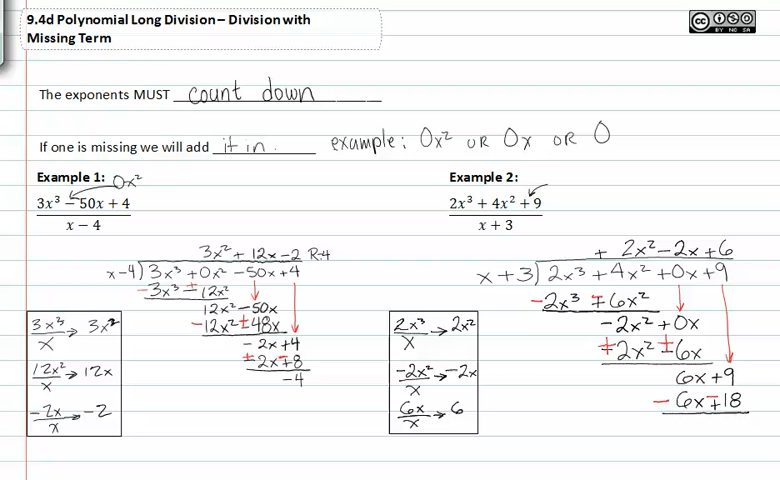 9.4d Polynomial Long Division – Division with
Missing Term
cc BY NC SA
The exponents MUST count down
If one is missing we will add it in. example: 0x² OR 0x OR 0
Example 1: 0x²
3x³ − 50x + 4
x − 4
3x² + 12x − 2 R-4
x−4) 3x³ + 0x² − 50x + 4
− 3x³ ∓ 12x²
12x² − 50x
− 12x² ± 48x
− 2x + 4
± 2x ∓ 8
− 4
3x³ → 3x²
x
12x² → 12x
x
−2x → −2
x
Example 2:
2x³ + 4x² + 9
x + 3
+ 2x² − 2x + 6
x + 3) 2x³ + 4x² + 0x + 9
− 2x³ ∓ 6x²
− 2x² + 0x
∓ 2x² ± 6x
6x + 9
− 6x ∓ 18
2x³ → 2x²
x
−2x² → −2x
x
6x → 6
x